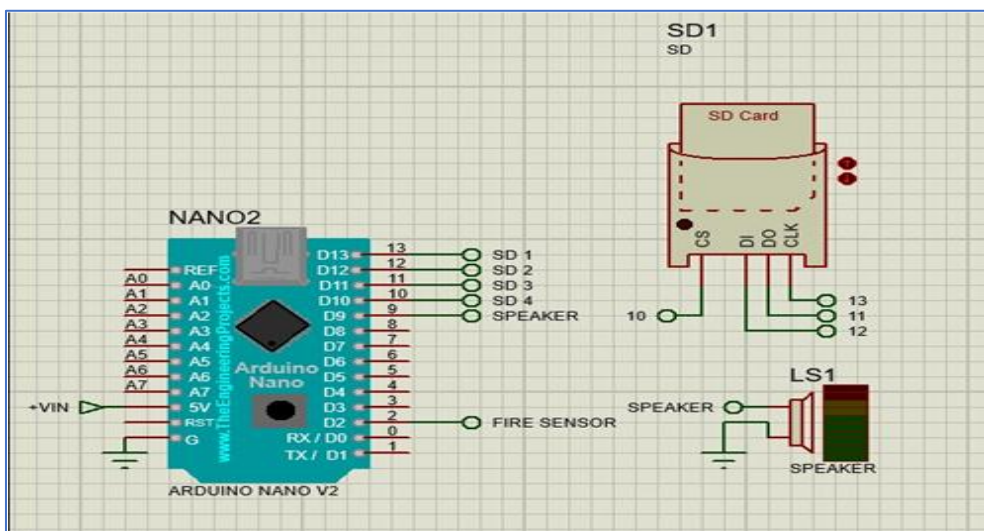 SD1
SD
SD Card
CS
DI
DO
CLK
10
13
11
12
NANO2
www.TheEngineeringProjects.com
Arduino
Nano
REF
A0 A0
A1 A1
A2 A2
A3 A3
A4 A4
A5 A5
A6 A6
A7 A7
+VIN 5V
RST
G
D13 13 SD 1
D12 12 SD 2
D11 11 SD 3
D10 10 SD 4
D9 9 SPEAKER
D8 8
D7 7
D6 6
D5 5
D4 4
D3 3
D2 2 FIRE SENSOR
RX / D0 0
TX / D1 1
ARDUINO NANO V2
LS1
SPEAKER
SPEAKER